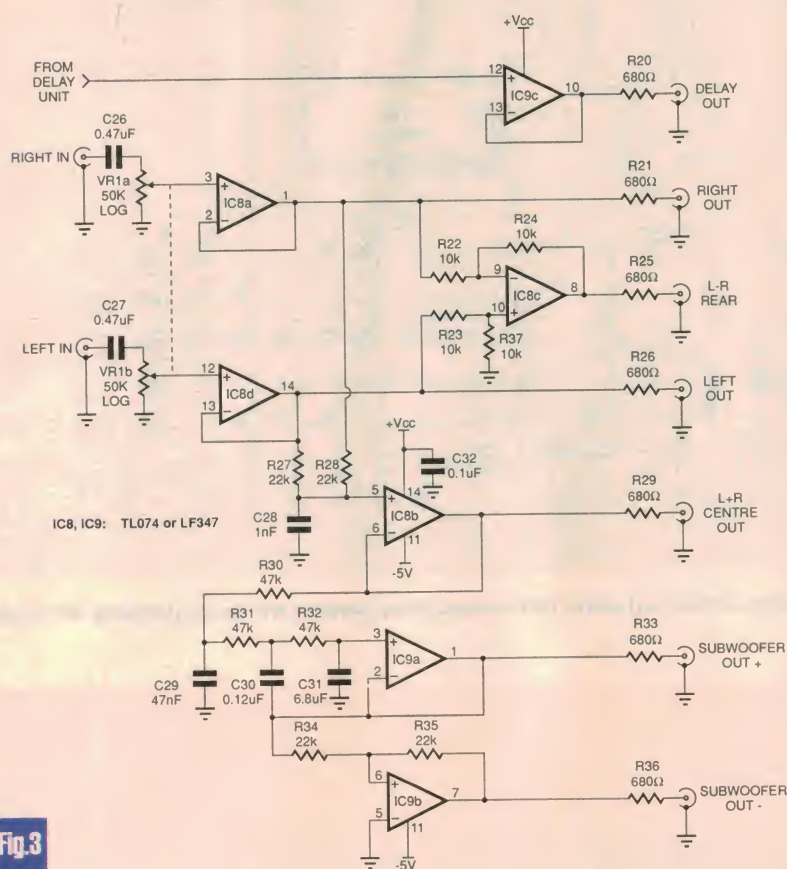 +Vcc
FROM
DELAY
UNIT
12
+
IC9c
10
13
−
R20
680Ω
DELAY
OUT
C26
0.47uF
RIGHT IN
VR1a
50K
LOG
3
+
IC8a
1
2
−
R21
680Ω
RIGHT
OUT
R24
10k
R22
10k
9
−
IC8c
8
10
+
R25
680Ω
L-R
REAR
R23
10k
R37
10k
C27
0.47uF
LEFT IN
VR1b
50K
LOG
12
+
IC8d
14
13
−
R26
680Ω
LEFT
OUT
+Vcc
C32
0.1uF
R27
22k
R28
22k
14
5
+
IC8b
6
−
11
-5V
R29
680Ω
L+R
CENTRE
OUT
C28
1nF
IC8, IC9: TL074 or LF347
R30
47k
R31
47k
R32
47k
3
+
IC9a
1
2
−
R33
680Ω
SUBWOOFER
OUT +
C29
47nF
C30
0.12uF
C31
6.8uF
R34
22k
R35
22k
6
+
IC9b
7
5
−
11
-5V
R36
680Ω
SUBWOOFER
OUT -
Fig.3